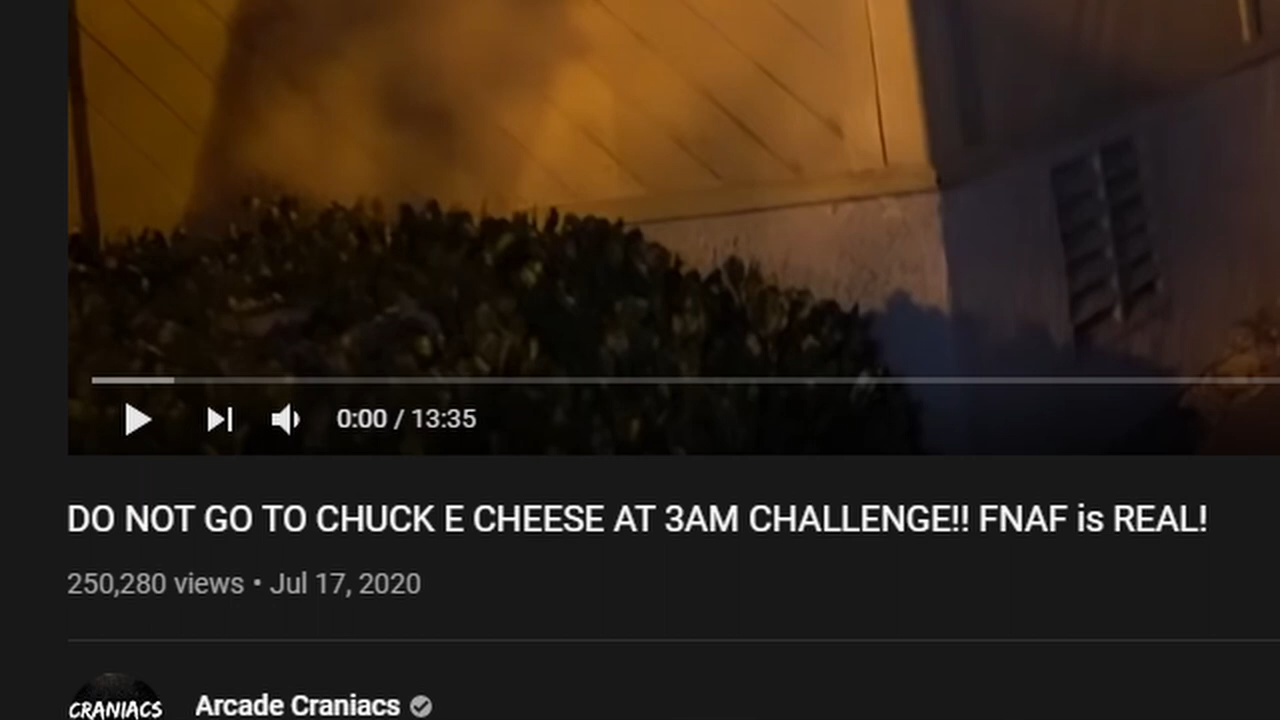 0:00 / 13:35
DO NOT GO TO CHUCK E CHEESE AT 3AM CHALLENGE!! FNAF is REAL!
250,280 views • Jul 17, 2020
CRANIACS Arcade Craniacs